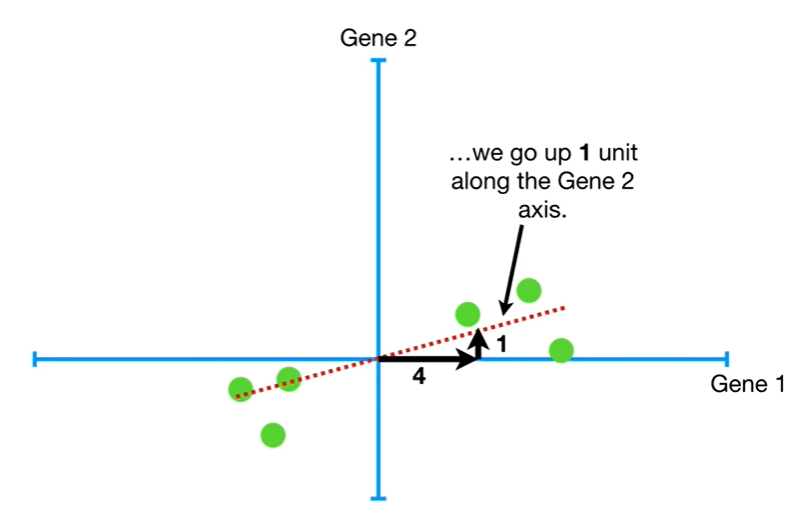 Gene 2
…we go up 1 unit
along the Gene 2
axis.
1
4
Gene 1